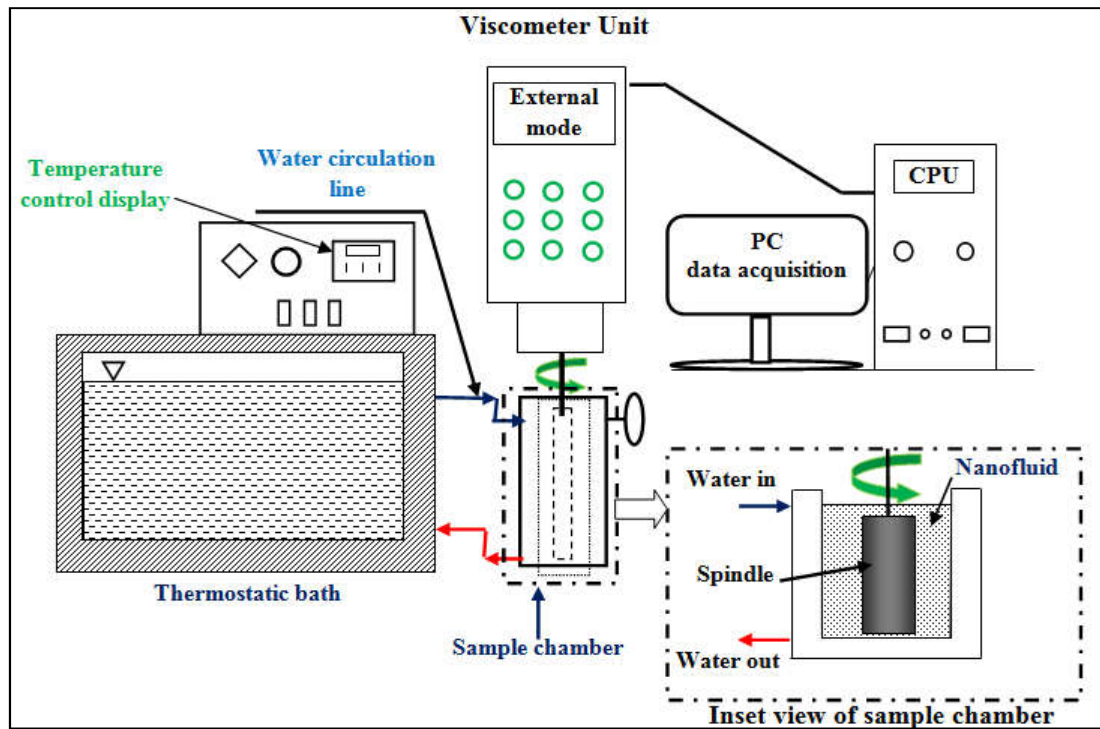 Viscometer Unit
External
mode
Water circulation
line
Temperature
control display
CPU
PC
data acquisition
Thermostatic bath
Sample chamber
Water in
Nanofluid
Spindle
Water out
Inset view of sample chamber